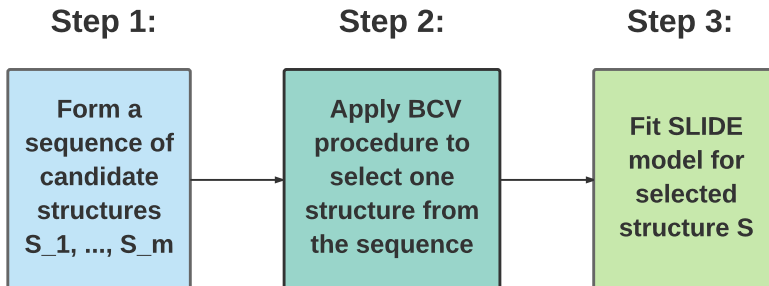 Step 1:
Form a
sequence of
candidate
structures
S_1, ..., S_m
Step 2:
Apply BCV
procedure to
select one
structure from
the sequence
Step 3:
Fit SLIDE
model for
selected
structure S